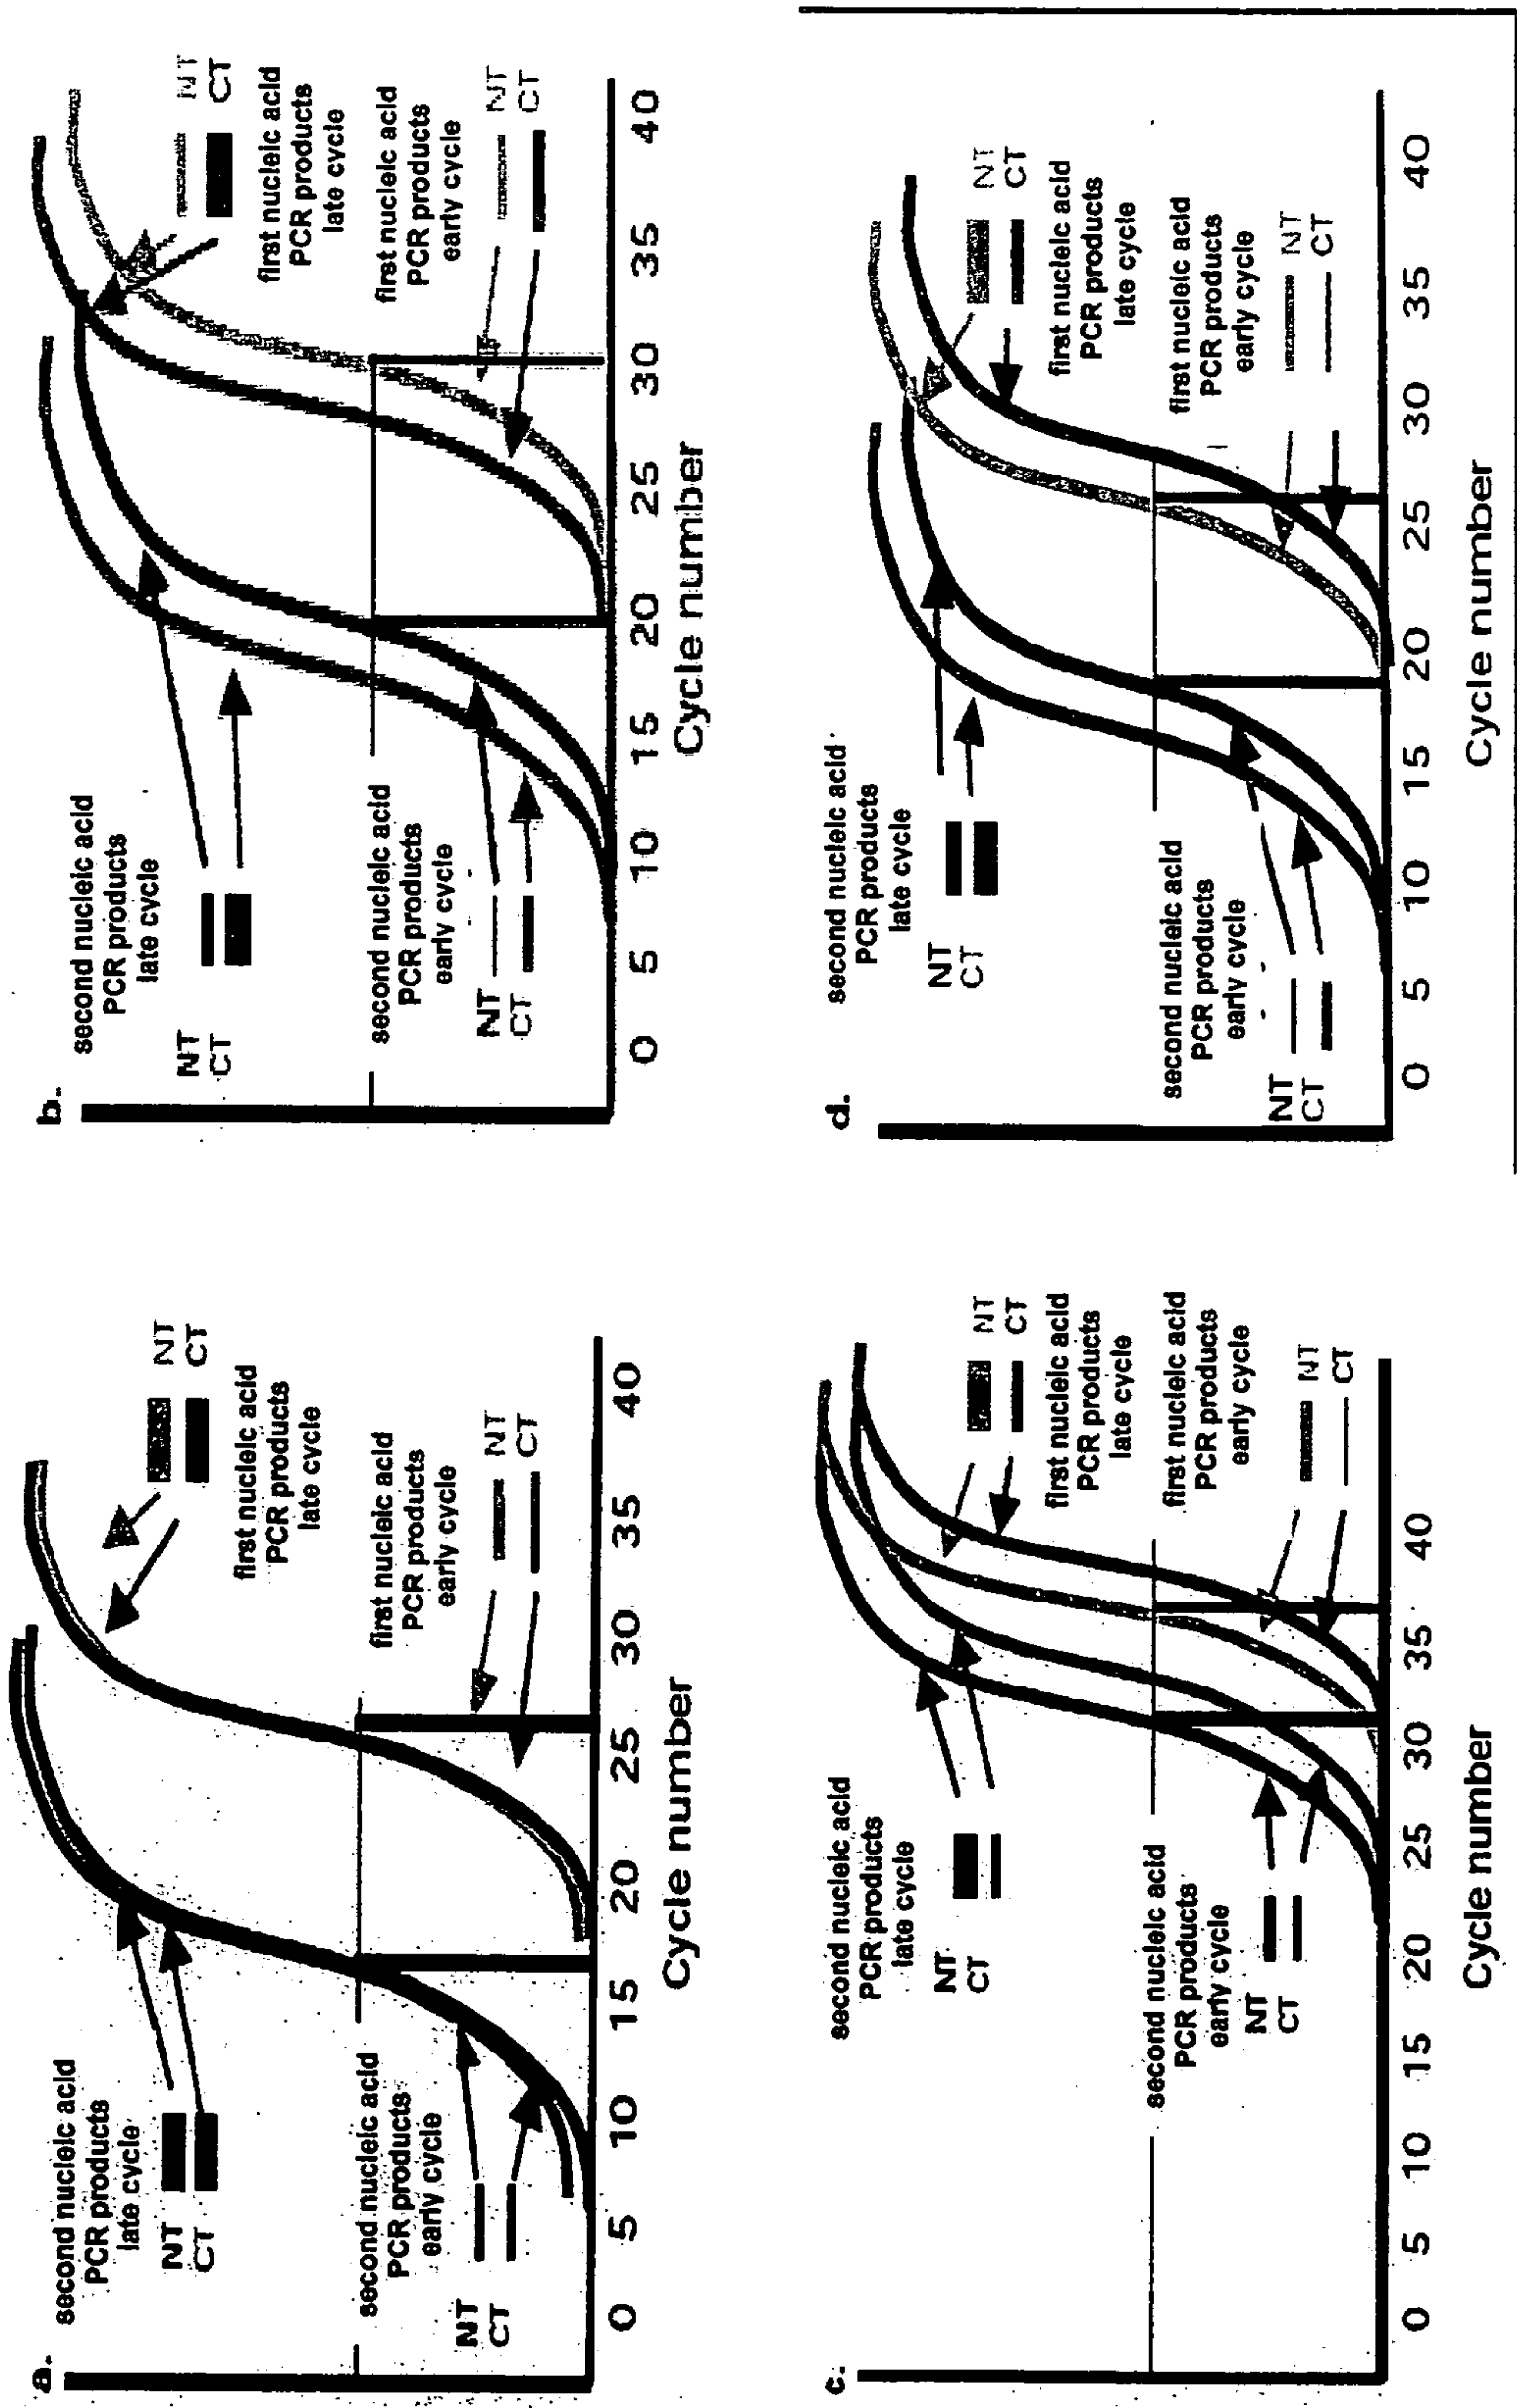 a.
second nucleic acid
PCR products
late cycle
NT
CT
NT
CT
first nucleic acid
PCR products
late cycle
second nucleic acid
PCR products
early cycle
NT
CT
first nucleic acid
PCR products
early cycle
NT
CT
0 5 10 15 20 25 30 35 40
Cycle number
b.
second nucleic acid
PCR products
late cycle
NT
CT
NT
CT
first nucleic acid
PCR products
late cycle
second nucleic acid
PCR products
early cycle
NT
CT
first nucleic acid
PCR products
early cycle
NT
CT
0 5 10 15 20 25 30 35 40
Cycle number
c.
second nucleic acid
PCR products
late cycle
NT
CT
NT
CT
first nucleic acid
PCR products
late cycle
second nucleic acid
PCR products
early cycle
NT
CT
first nucleic acid
PCR products
early cycle
NT
CT
0 5 10 15 20 25 30 35 40
Cycle number
d.
second nucleic acid
PCR products
late cycle
NT
CT
NT
CT
first nucleic acid
PCR products
late cycle
second nucleic acid
PCR products
early cycle
NT
CT
first nucleic acid
PCR products
early cycle
NT
CT
0 5 10 15 20 25 30 35 40
Cycle number